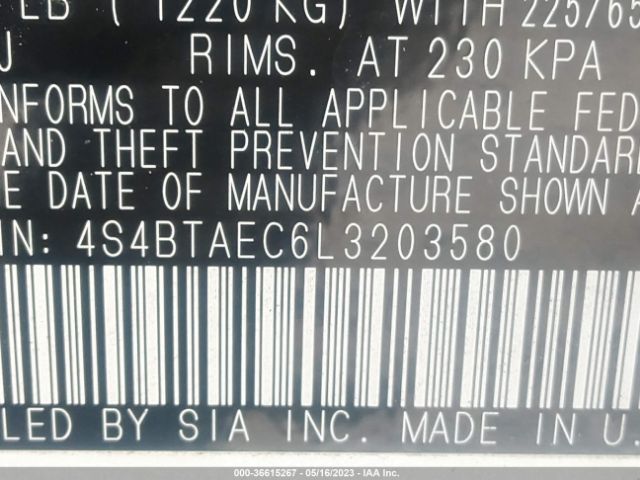 LB ( 1220 KG) WITH 225/65
J RIMS. AT 230 KPA
NFORMS TO ALL APPLICABLE FED
AND THEFT PREVENTION STANDAR
E DATE OF MANUFACTURE SHOWN A
IN: 4S4BTAEC6L3203580
LED BY SIA INC. MADE IN U.
000-36615267 - 05/16/2023 - IAA Inc.